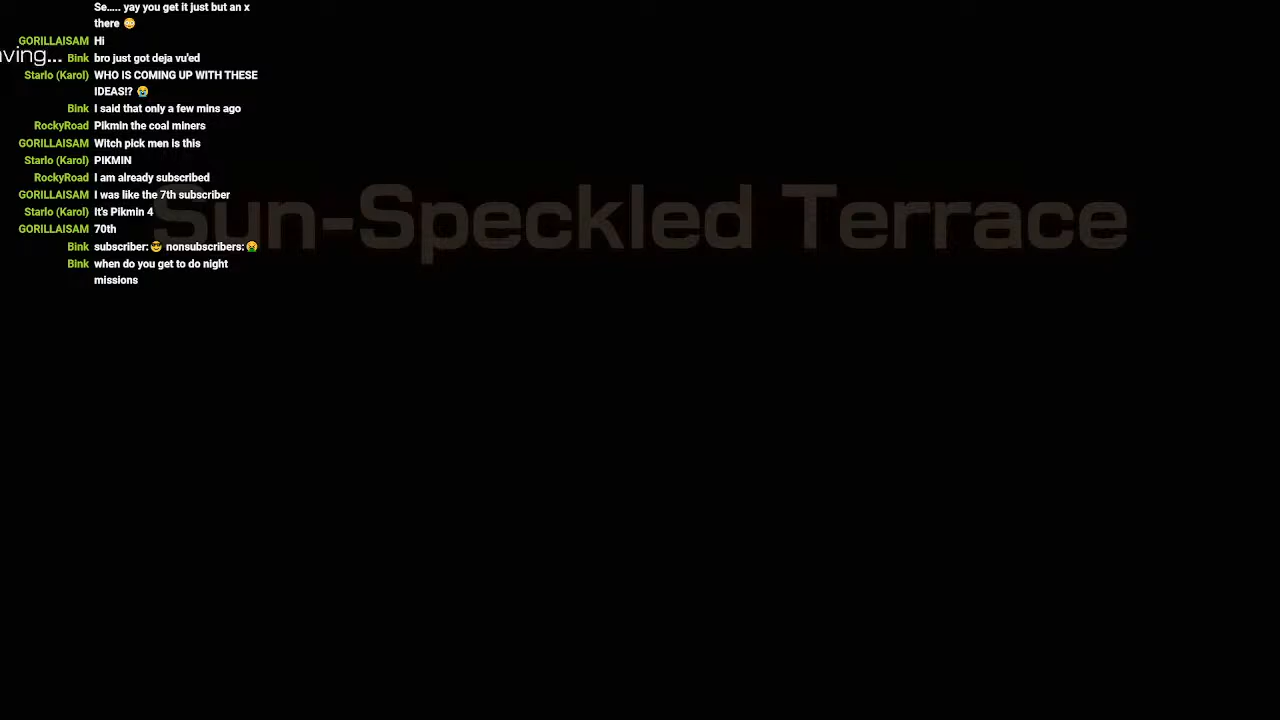 Se..... yay you get it just but an x
there 😳
GORILLAISAM Hi
ving...
Bink bro just got deja vu'ed
Starlo (Karol) WHO IS COMING UP WITH THESE
IDEAS!? 😭
Bink I said that only a few mins ago
RockyRoad Pikmin the coal miners
GORILLAISAM Witch pick men is this
Starlo (Karol) PIKMIN
RockyRoad I am already subscribed
GORILLAISAM I was like the 7th subscriber
Starlo (Karol) It's Pikmin 4
Sun-Speckled Terrace
GORILLAISAM 70th
Bink subscriber:😎 nonsubscribers:🤮
Bink when do you get to do night
missions